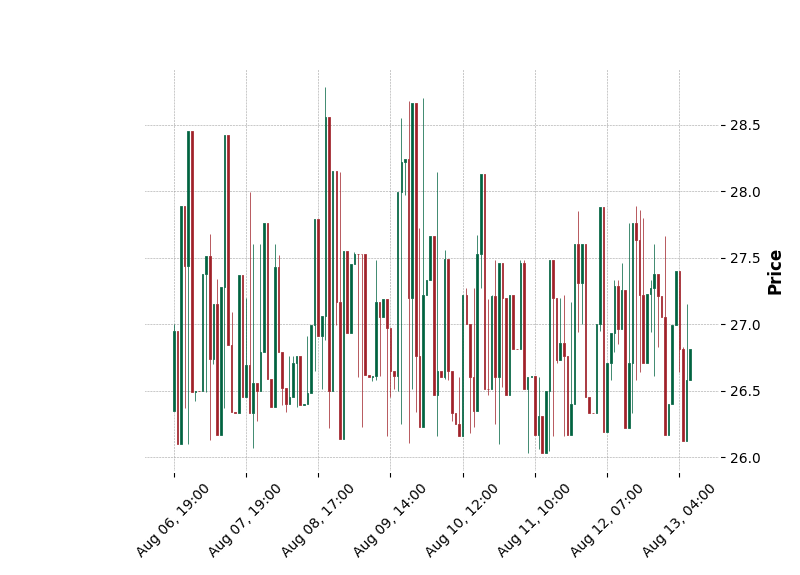 28.5
28.0
27.5
27.0
26.5
26.0
Price
Aug 06, 19:00
Aug 07, 19:00
Aug 08, 17:00
Aug 09, 14:00
Aug 10, 12:00
Aug 11, 10:00
Aug 12, 07:00
Aug 13, 04:00